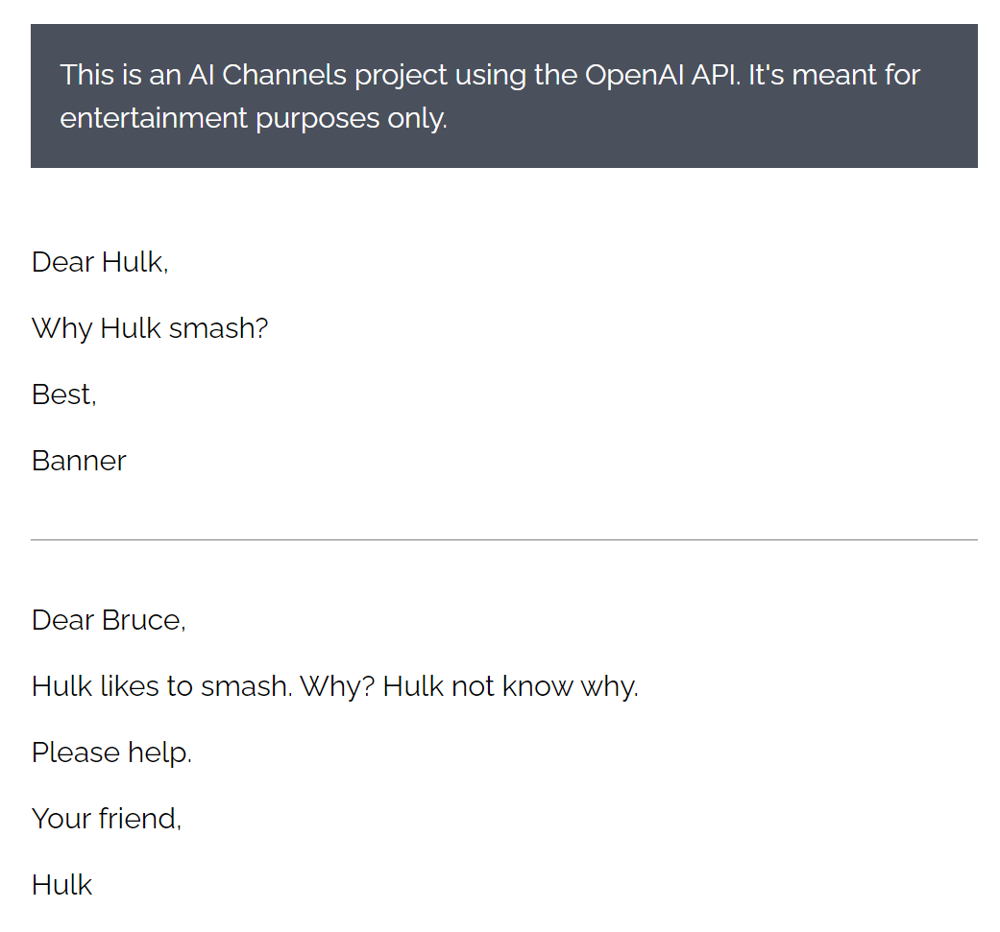 This is an AI Channels project using the OpenAI API. It's meant for
entertainment purposes only.
Dear Hulk,
Why Hulk smash?
Best,
Banner
Dear Bruce,
Hulk likes to smash. Why? Hulk not know why.
Please help.
Your friend,
Hulk